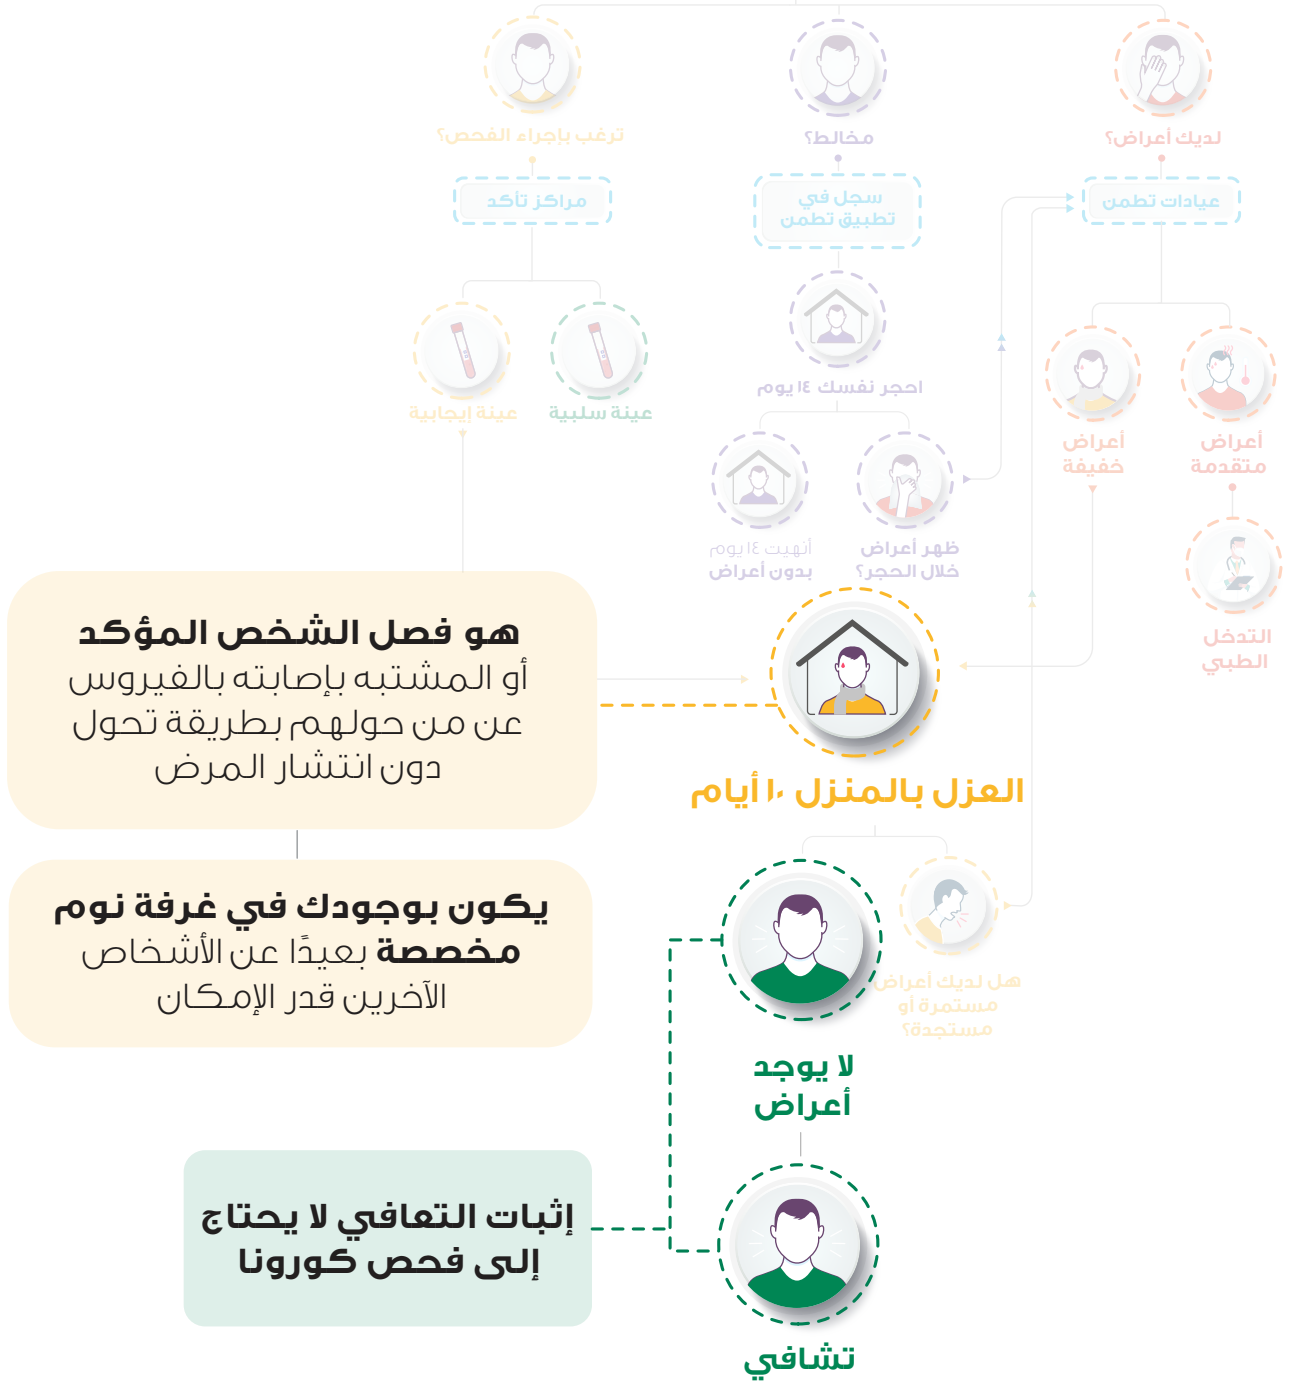 لديك أعراض؟
مخالط؟
ترغب بإجراء الفحص؟
عيادات تطمن
سجل في
تطبيق تطمن
مراكز تأكد
احجر نفسك ١٤ يوم
عينة سلبية
عينة إيجابية
أعراض
متقدمة
أعراض
خفيفة
ظهر أعراض
خلال الحجر؟
أنهيت ١٤ يوم
بدون أعراض
التدخل
الطبي
هو فصل الشخص المؤكد
أو المشتبه بإصابته بالفيروس
عن من حولهم بطريقة تحول
دون انتشار المرض
العزل بالمنزل ١٠ أيام
يكون بوجودك في غرفة نوم
مخصصة بعيدًا عن الأشخاص
الآخرين قدر الإمكان
هل لديك أعراض
مستمرة أو
مستجدة؟
لا يوجد
أعراض
إثبات التعافي لا يحتاج
إلى فحص كورونا
تشافي